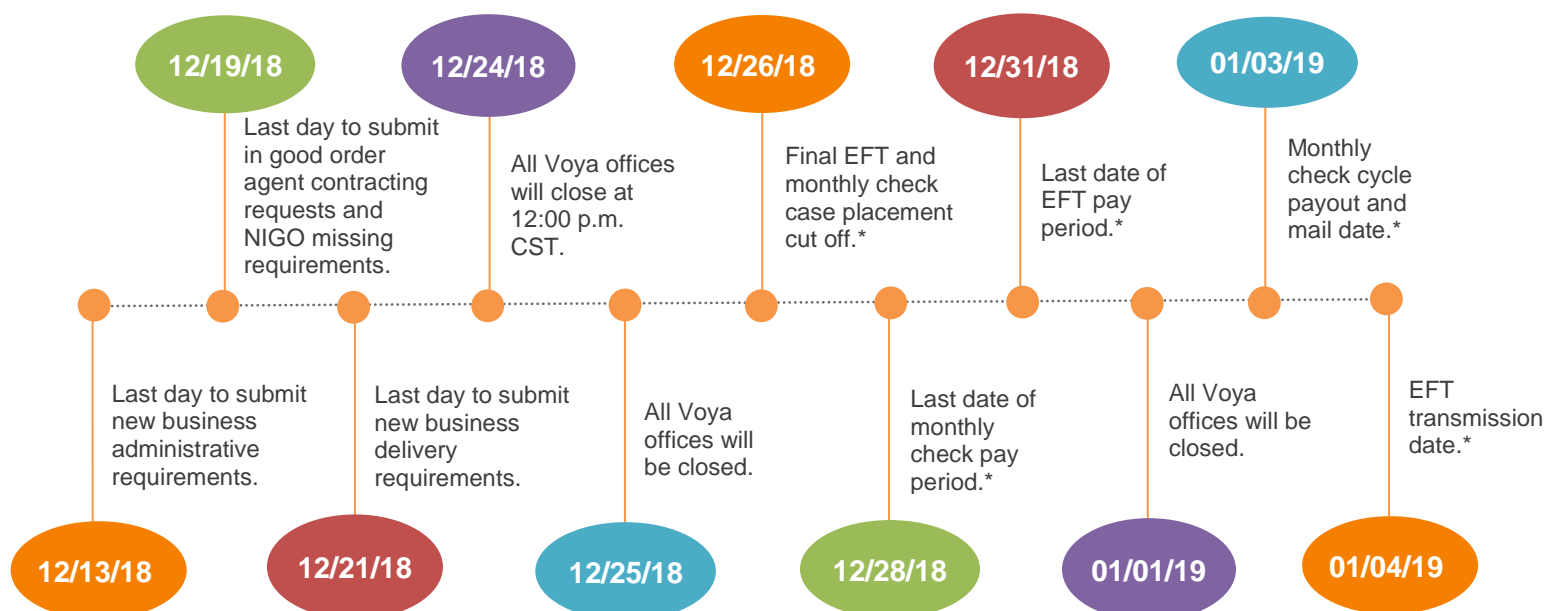 12/19/18
Last day to submit
in good order
agent contracting
requests and
NIGO missing
requirements.
12/24/18
All Voya offices
will close at
12:00 p.m.
CST.
12/26/18
Final EFT and
monthly check
case placement
cut off.*
12/31/18
Last date of
EFT pay
period.*
01/03/19
Monthly
check cycle
payout and
mail date.*
Last day to submit
new business
administrative
requirements.
12/13/18
Last day to submit
new business
delivery
requirements.
12/21/18
All Voya
offices will
be closed.
12/25/18
Last date of
monthly
check pay
period.*
12/28/18
All Voya
offices will be
closed.
01/01/19
EFT
transmission
date.*
01/04/19